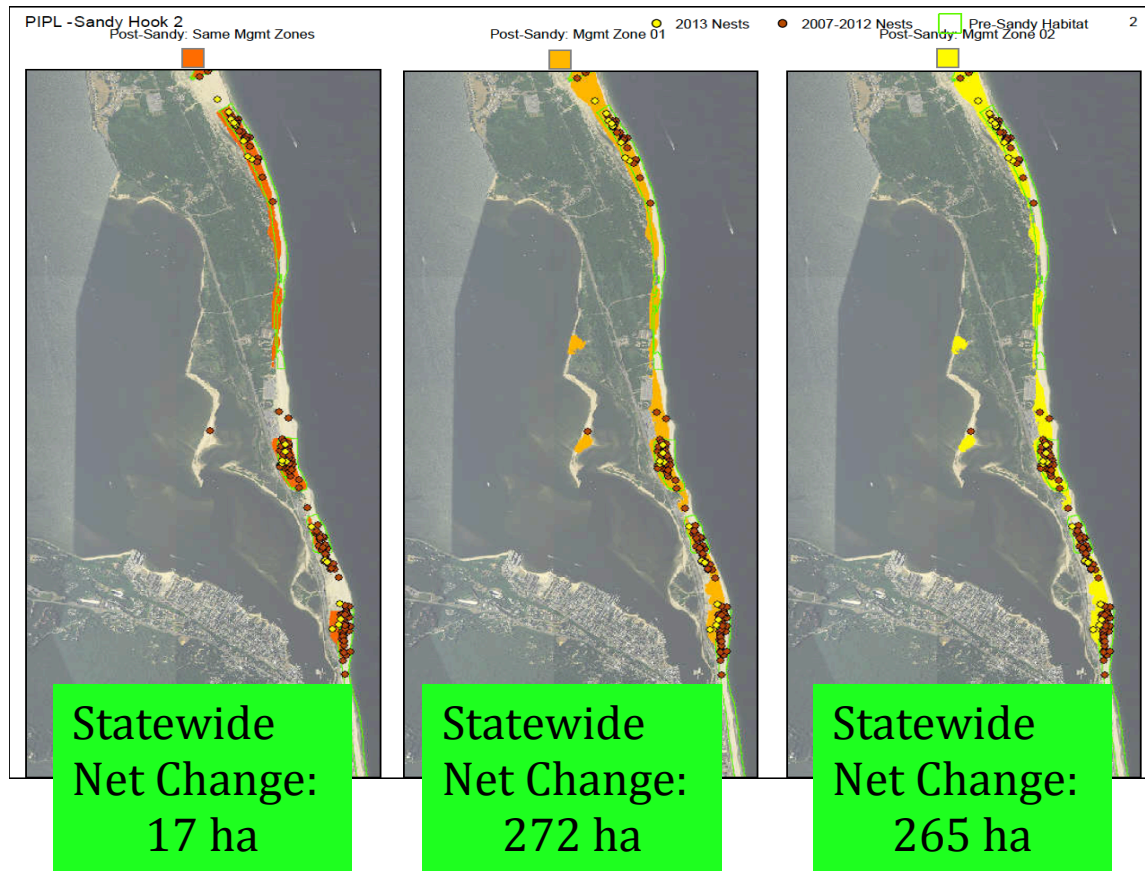 PIPL -Sandy Hook 2
2013 Nests
2007-2012 Nests
Pre-Sandy Habitat
2
Post-Sandy: Same Mgmt Zones
Post-Sandy: Mgmt Zone 01
Post-Sandy: Mgmt Zone 02
Statewide
Net Change:
17 ha
Statewide
Net Change:
272 ha
Statewide
Net Change:
265 ha